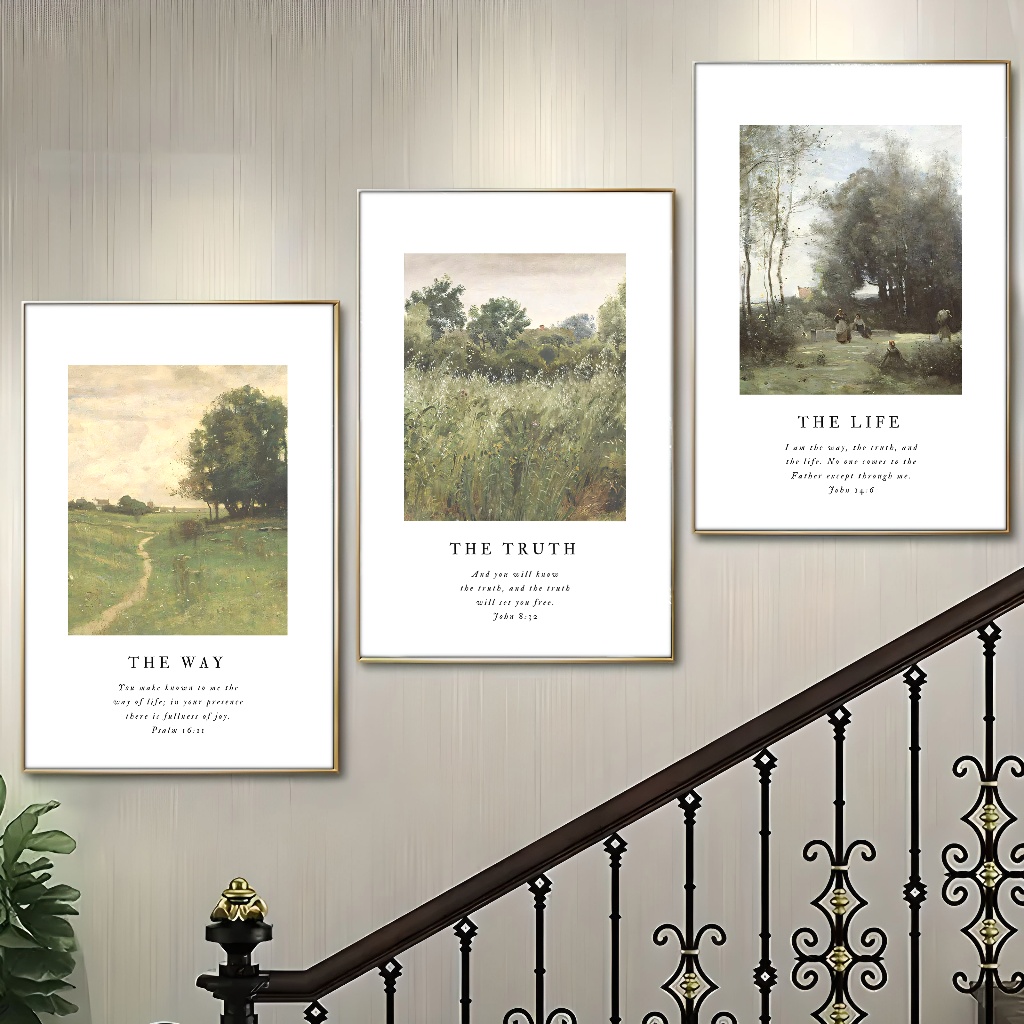 THE WAY
You make known to me the
way of life; in your presence
there is fullness of joy.
Psalm 16:11
THE TRUTH
And you will know
the truth, and the truth
will set you free.
John 8:32
THE LIFE
I am the way, the truth, and
the life. No one comes to the
Father except through me.
John 14:6